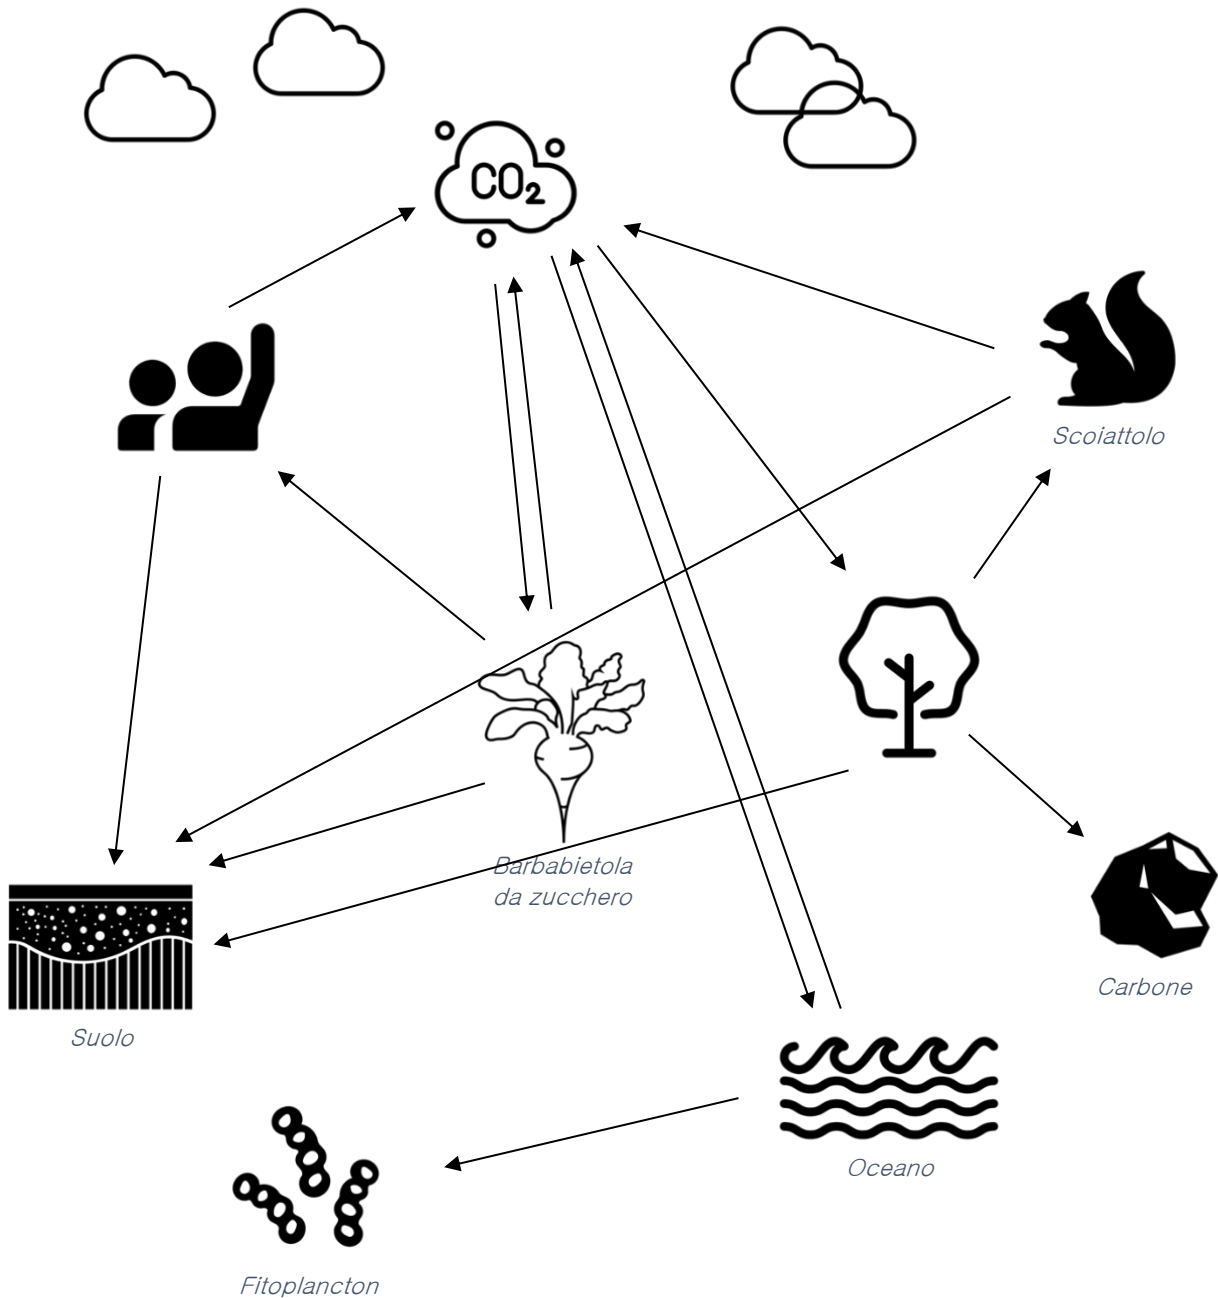 CO₂
Scoiattolo
Barbabietola
da zucchero
Carbone
Suolo
Oceano
Fitoplancton